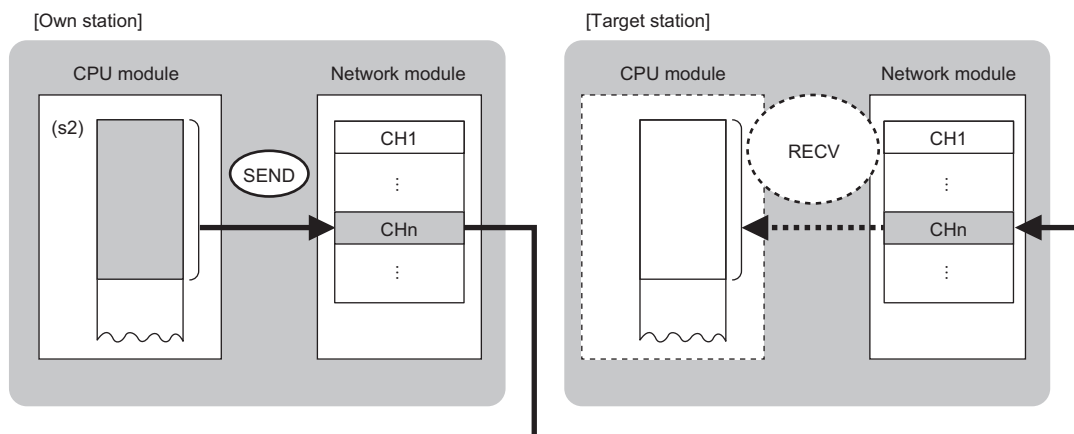 [Own station]
CPU module
Network module
(s2)
SEND
CH1
⋮
CHn
⋮
[Target station]
CPU module
Network module
RECV
CH1
⋮
CHn
⋮